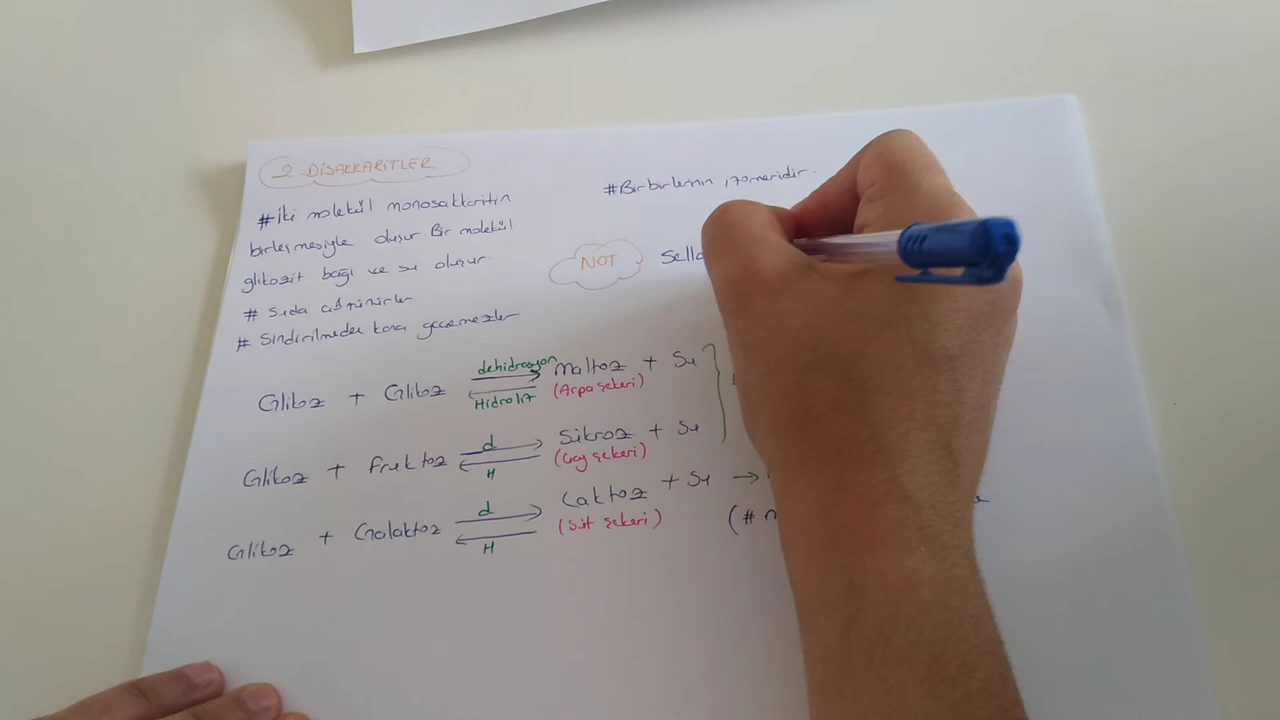 2. DİSAKKARİTLER
#İki molekül monosakkaritin
birleşmesiyle oluşur. Bir molekül
glikozit bağı ve su oluşur.
# Suda çözünürler
# Sindirilmeden kana geçemezler
#Birbirlerinin izomeridir.
NOT
Glikoz + Glikoz dehidrasyon Hidroliz maltoz + Su
(Arpa şekeri)
Glikoz + Fruktoz d H Sükroz + Su
(Çay şekeri)
Glikoz + Galaktoz d H Laktoz + Su →
(Süt şekeri) (#